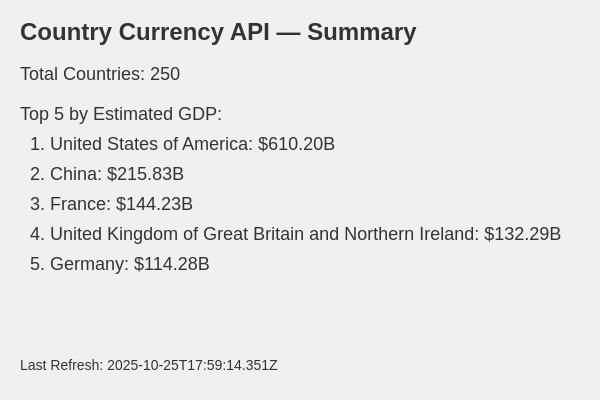 Country Currency API — Summary
Total Countries: 250
Top 5 by Estimated GDP:
1. United States of America: $610.20B
2. China: $215.83B
3. France: $144.23B
4. United Kingdom of Great Britain and Northern Ireland: $132.29B
5. Germany: $114.28B
Last Refresh: 2025-10-25T17:59:14.351Z